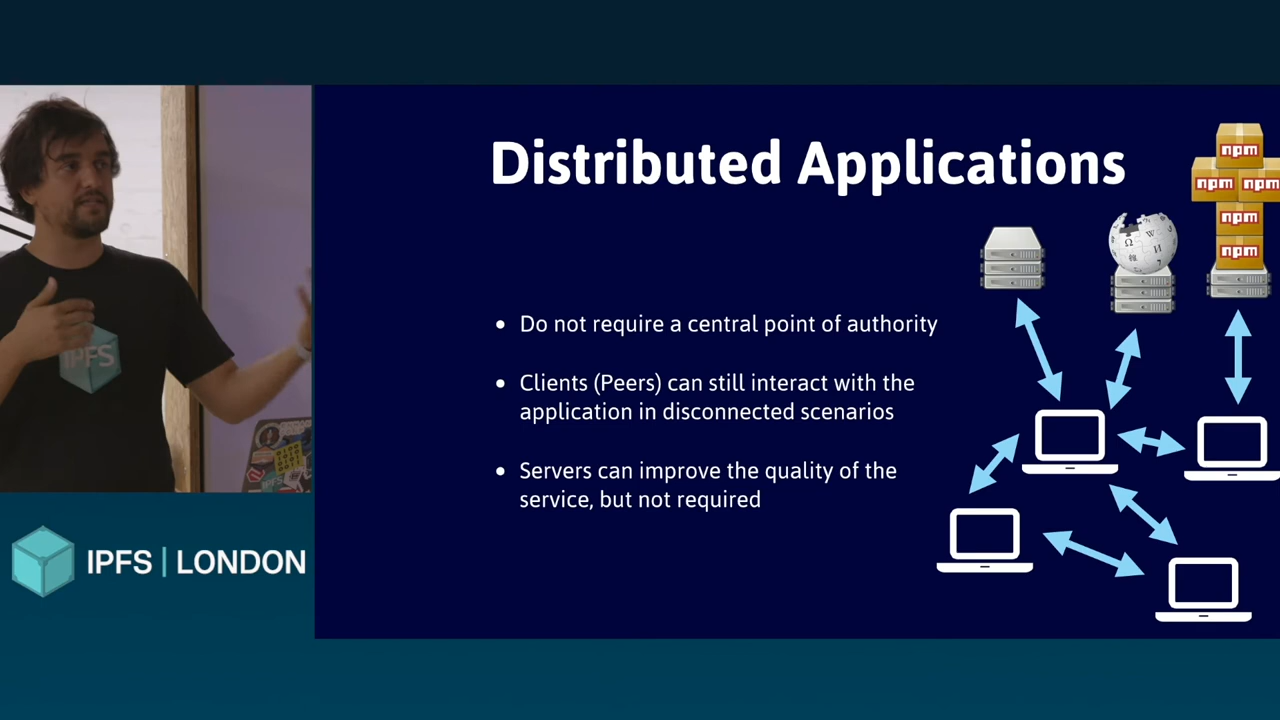 Distributed Applications
npm
npm npm
npm
npm
• Do not require a central point of authority
• Clients (Peers) can still interact with the
application in disconnected scenarios
• Servers can improve the quality of the
service, but not required
IPFS
IPFS | LONDON